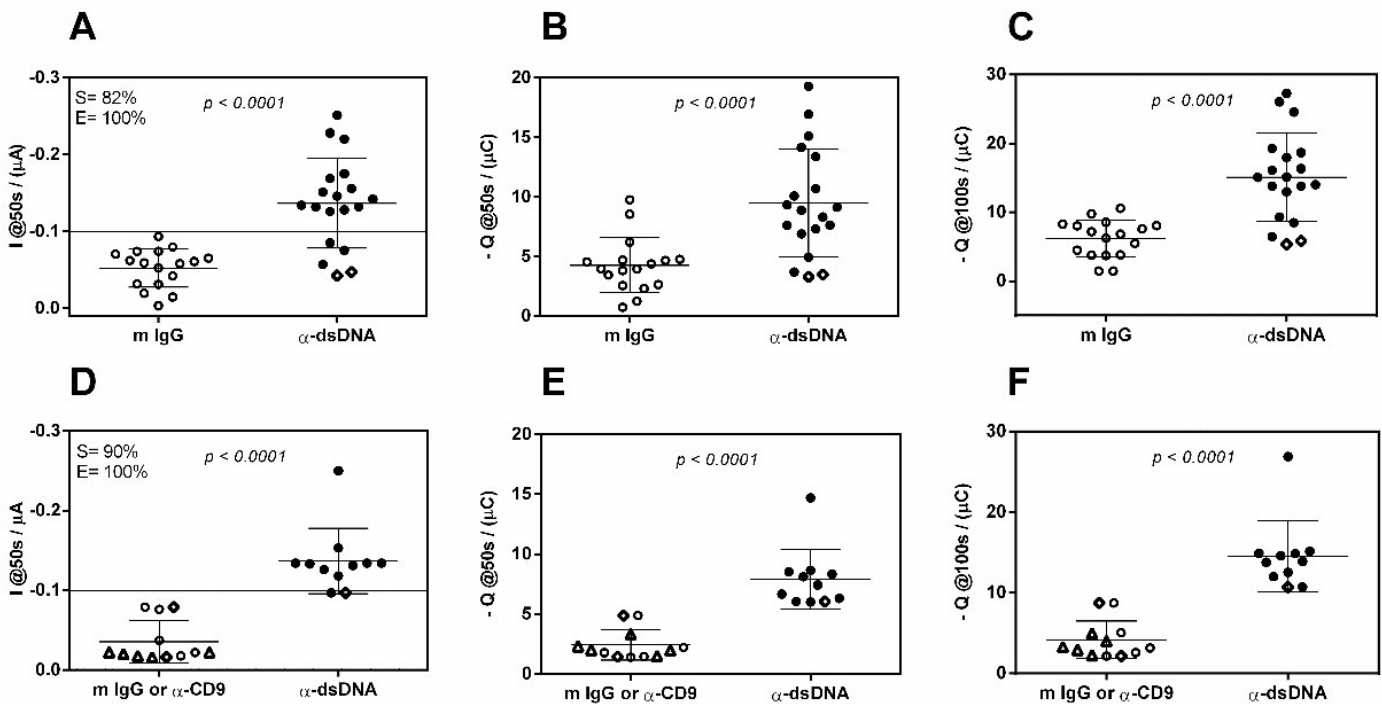 A
B
C
I @50s / (μA)
-0.3
-0.2
-0.1
0.0
S= 82%
E= 100%
p < 0.0001
m IgG
α-dsDNA
- Q @50s / (μC)
20
15
10
5
0
p < 0.0001
m IgG
α-dsDNA
- Q @100s / (μC)
30
20
10
0
p < 0.0001
m IgG
α-dsDNA
D
E
F
I @50s / μA
-0.3
-0.2
-0.1
0.0
S= 90%
E= 100%
p < 0.0001
m IgG or α-CD9
α-dsDNA
- Q @50s / (μC)
20
15
10
5
0
p < 0.0001
m IgG or α-CD9
α-dsDNA
- Q @100s / (μC)
30
20
10
0
p < 0.0001
m IgG or α-CD9
α-dsDNA